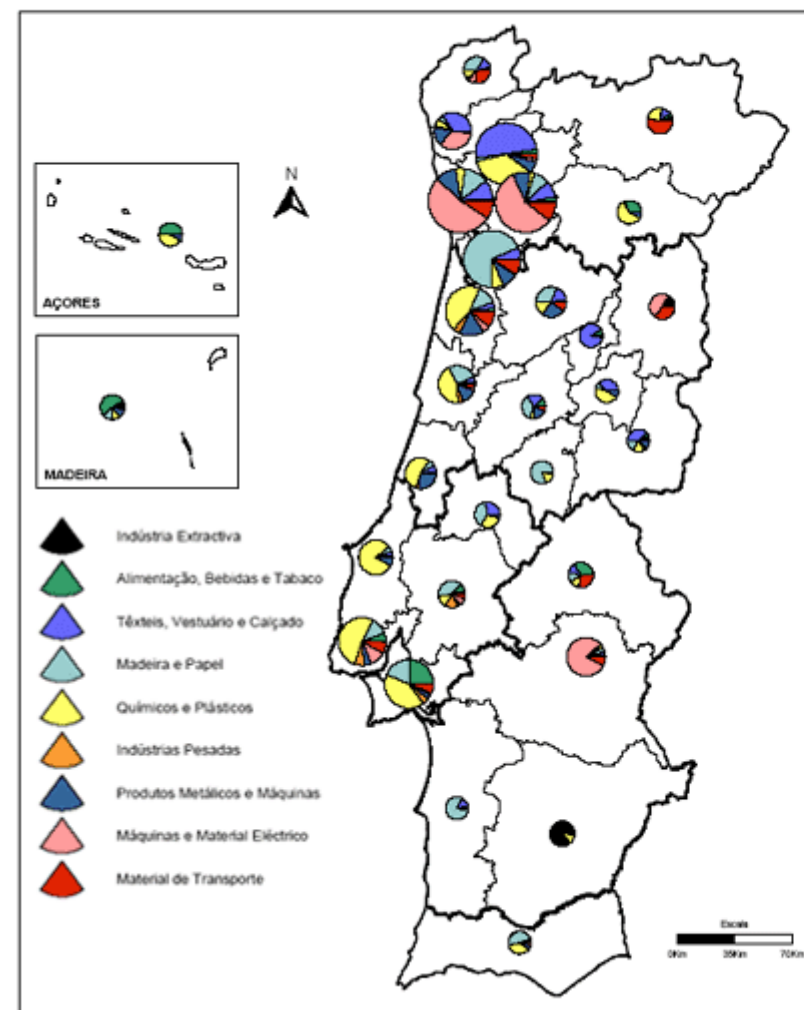 N
AÇORES
MADEIRA
Indústria Extractiva
Alimentação, Bebidas e Tabaco
Têxteis, Vestuário e Calçado
Madeira e Papel
Químicos e Plásticos
Indústrias Pesadas
Produtos Metálicos e Máquinas
Máquinas e Material Eléctrico
Material de Transporte
Escala
0Km 35Km 70Km